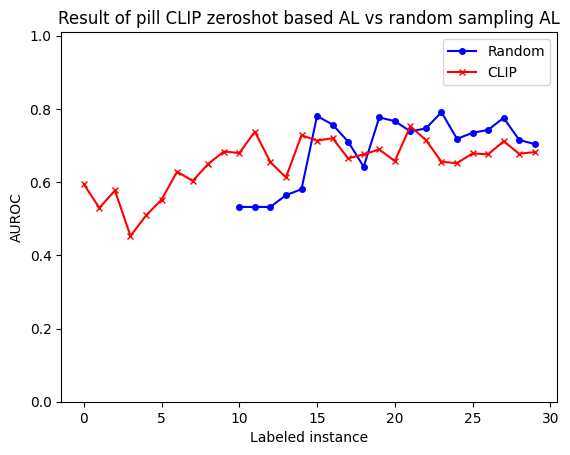 Result of pill CLIP zeroshot based AL vs random sampling AL
Random
CLIP
AUROC
1.0
0.8
0.6
0.4
0.2
0.0
0 5 10 15 20 25 30
Labeled instance